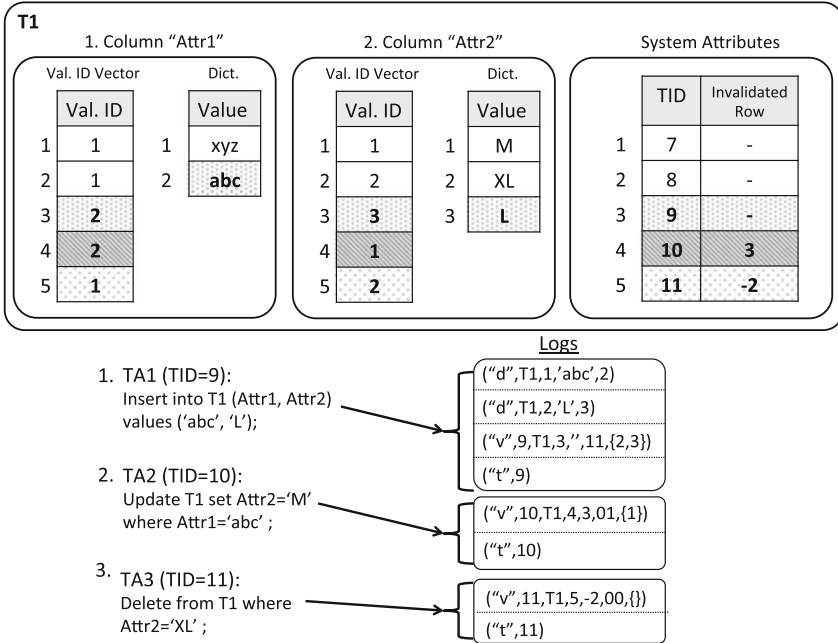 T1
1. Column “Attr1”
Val. ID Vector
Dict.
Val. ID
Value
1 1
2 1
3 2
4 2
5 1
1 xyz
2 abc
2. Column “Attr2”
Val. ID Vector
Dict.
Val. ID
Value
1 1
2 2
3 3
4 1
5 2
1 M
2 XL
3 L
System Attributes
TID
Invalidated
Row
1 7 -
2 8 -
3 9 -
4 10 3
5 11 -2
Logs
1. TA1 (TID=9):
Insert into T1 (Attr1, Attr2)
values (‘abc’, ‘L’);
(“d”,T1,1,’abc’,2)
(“d”,T1,2,’L’,3)
(“v”,9,T1,3,’’,11,{2,3})
(“t”,9)
2. TA2 (TID=10):
Update T1 set Attr2=‘M’
where Attr1=‘abc’ ;
(“v”,10,T1,4,3,01,{1})
(“t”,10)
3. TA3 (TID=11):
Delete from T1 where
Attr2=‘XL’ ;
(“v”,11,T1,5,-2,00,{})
(“t”,11)